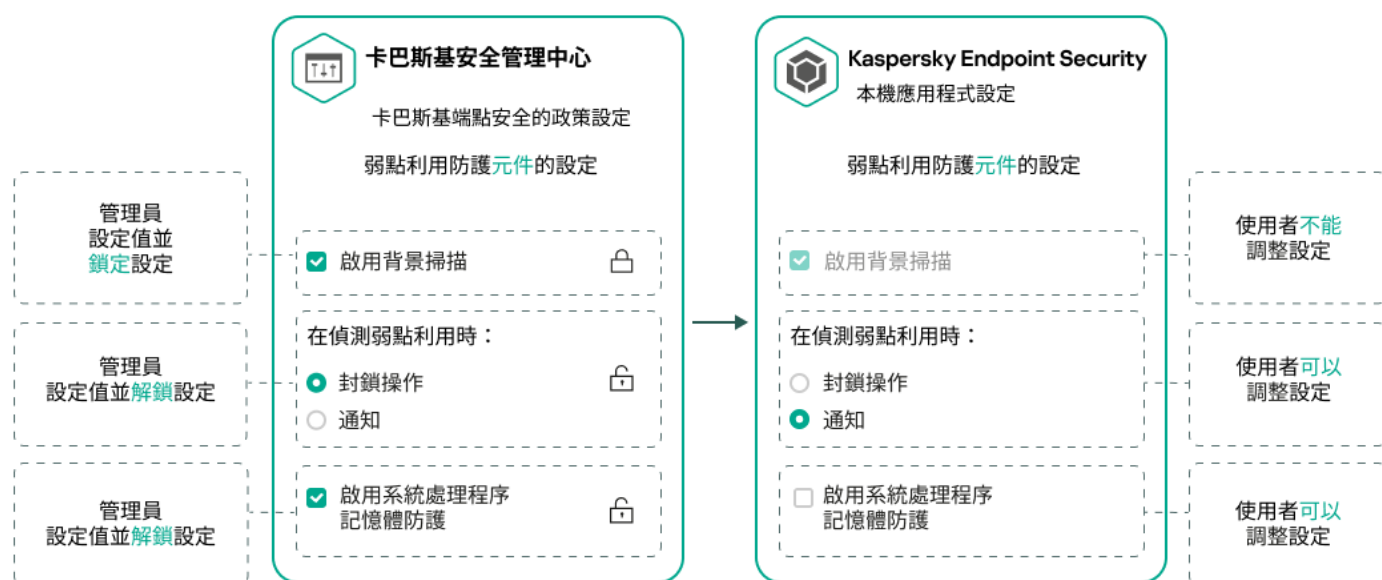 卡巴斯基安全管理中心
卡巴斯基端點安全的政策設定
弱點利用防護元件的設定
Kaspersky Endpoint Security
本機應用程式設定
弱點利用防護元件的設定
管理員
設定值並
鎖定設定
啟用背景掃描
啟用背景掃描
使用者不能
調整設定
管理員
設定值並解鎖設定
在偵測弱點利用時：
封鎖操作
通知
在偵測弱點利用時：
封鎖操作
通知
使用者可以
調整設定
管理員
設定值並解鎖設定
啟用系統處理程序
記憶體防護
啟用系統處理程序
記憶體防護
使用者可以
調整設定